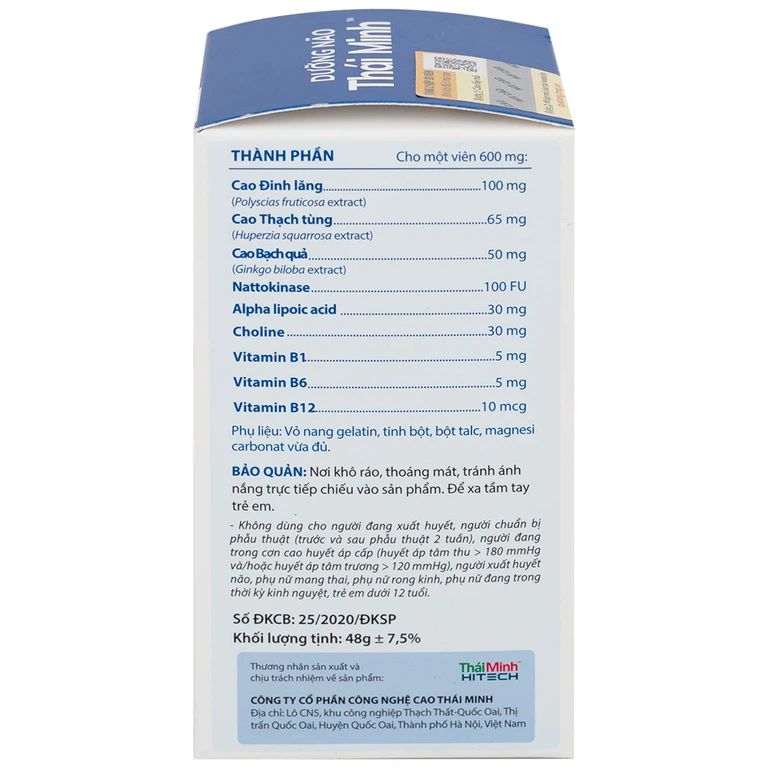 DƯỠNG NÃO
Thái Minh™
THÀNH PHẦN Cho một viên 600 mg:
Cao Đinh lăng 100 mg
(Polyscias fruticosa extract)
Cao Thạch tùng 65 mg
(Huperzia squarrosa extract)
Cao Bạch quả 50 mg
(Ginkgo biloba extract)
Nattokinase 100 FU
Alpha lipoic acid 30 mg
Choline 30 mg
Vitamin B1 5 mg
Vitamin B6 5 mg
Vitamin B12 10 mcg
Phụ liệu: Vỏ nang gelatin, tinh bột, bột talc, magnesi
carbonat vừa đủ.
BẢO QUẢN: Nơi khô ráo, thoáng mát, tránh ánh
nắng trực tiếp chiếu vào sản phẩm. Để xa tầm tay
trẻ em.
- Không dùng cho người đang xuất huyết, người chuẩn bị
phẫu thuật (trước và sau phẫu thuật 2 tuần), người đang
trong cơn cao huyết áp cấp (huyết áp tâm thu > 180 mmHg
và/hoặc huyết áp tâm trương > 120 mmHg), người xuất huyết
não, phụ nữ mang thai, phụ nữ rong kinh, phụ nữ đang trong
thời kỳ kinh nguyệt, trẻ em dưới 12 tuổi.
Số ĐKCB: 25/2020/ĐKSP
Khối lượng tịnh: 48g ± 7,5%
Thương nhân sản xuất và
chịu trách nhiệm về sản phẩm:
TháiMinh™
HITECH
CÔNG TY CỔ PHẦN CÔNG NGHỆ CAO THÁI MINH
Địa chỉ: Lô CN5, khu công nghiệp Thạch Thất-Quốc Oai, Thị
trấn Quốc Oai, Huyện Quốc Oai, Thành phố Hà Nội, Việt Nam